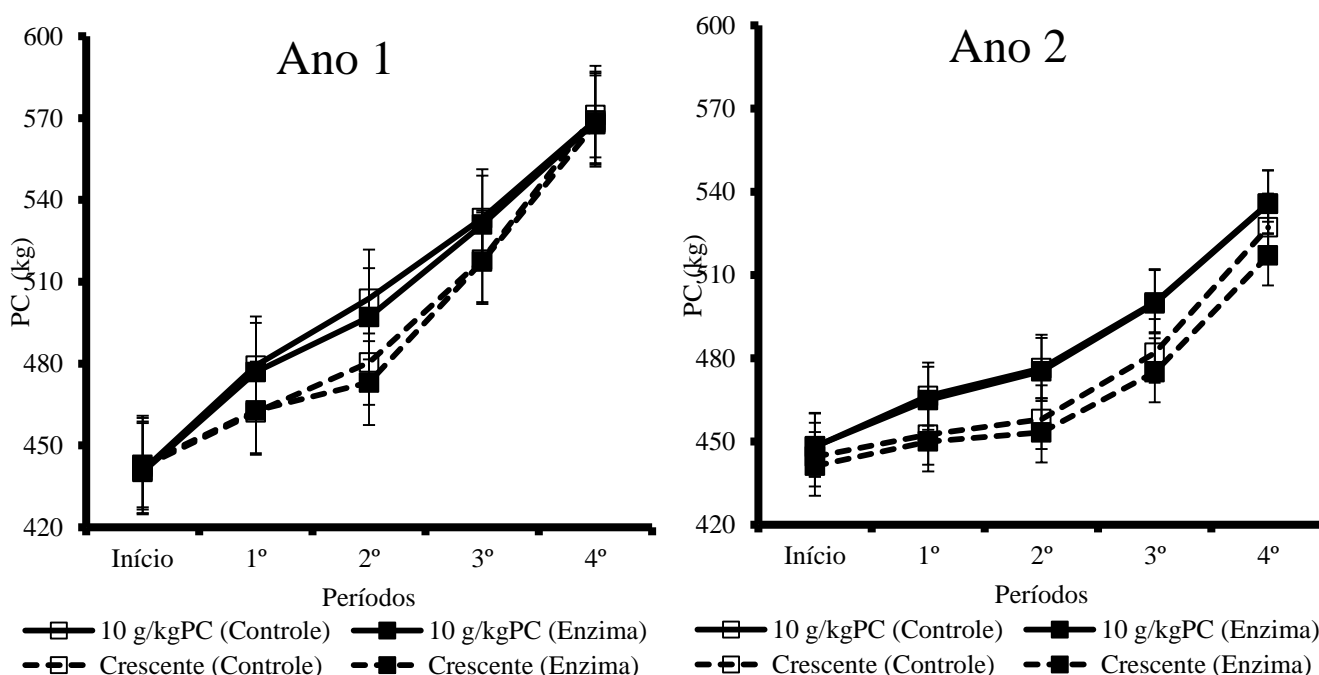 Ano 1
600
570
540
510
480
450
420
PC (kg)
Início 1º 2º 3º 4º
Períodos
10 g/kgPC (Controle) 10 g/kgPC (Enzima)
Crescente (Controle) Crescente (Enzima)
Ano 2
600
570
540
510
480
450
420
PC (kg)
Início 1º 2º 3º 4º
Períodos
10 g/kgPC (Controle) 10 g/kgPC (Enzima)
Crescente (Controle) Crescente (Enzima)